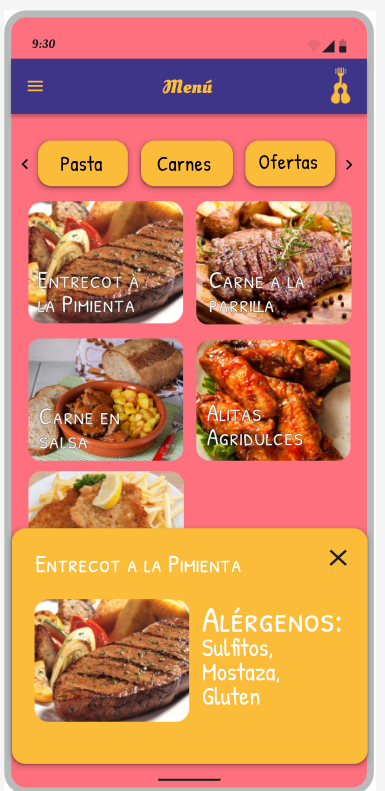 9:30
Menú
Pasta
Carnes
Ofertas
Entrecot a
la Pimienta
Carne a la
parrilla
Carne en
salsa
Alitas
Agridulces
Entrecot a la Pimienta
Alérgenos:
Sulfitos,
Mostaza,
Gluten